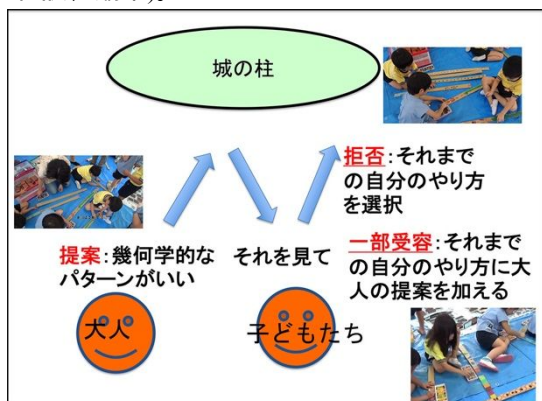 城の柱
拒否:それまで
の自分のやり方
を選択
提案:幾何学的な
パターンがいい
それを見て
一部受容:それまで
の自分のやり方に大
人の提案を加える
大人
子どもたち